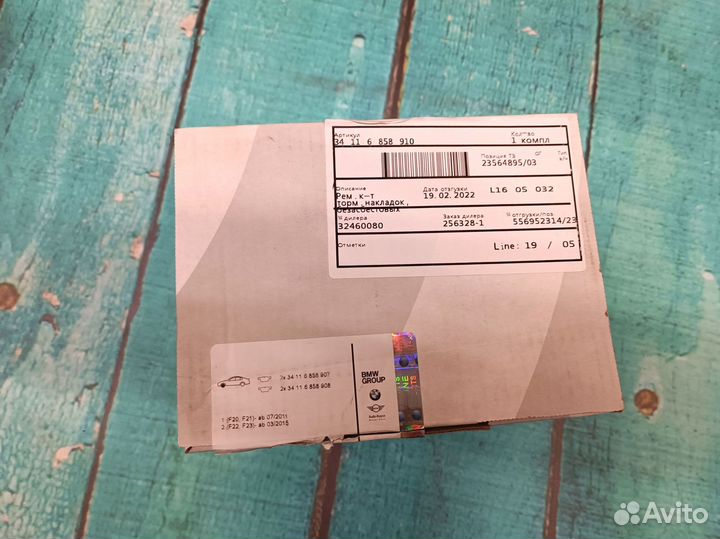 Артикул
Кол-во
34 11 6 858 910
1 компл
Позиция ТЗ
ОГ
Тип
23564895/03
Описание
Дата отгузки
L16 05 032
Рем.к-т
19.02.2022
торм,накладок,
безасбестовых
№ дилера
Заказ дилера
№ отгрузки/поз
32460080
256328-1
556952314/23
Отметки
Line: 19 / 05
2x 34 11 6 858 907
2x 34 11 6 858 908
1 (F20, F21)- ab 07/2011
2 (F22, F23)- ab 03/2015
BMW
GROUP
Avito